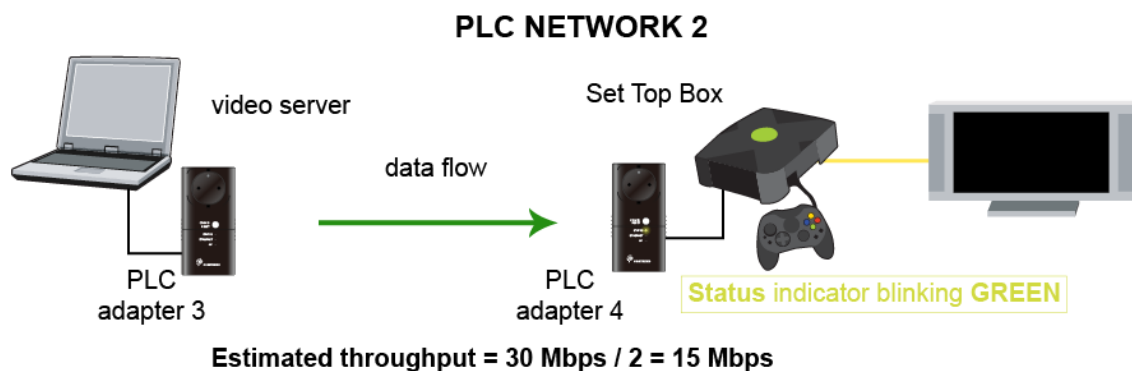 PLC NETWORK 2
video server
Set Top Box
data flow
PLC
adapter 3
PLC
adapter 4
Status indicator blinking GREEN
Estimated throughput = 30 Mbps / 2 = 15 Mbps